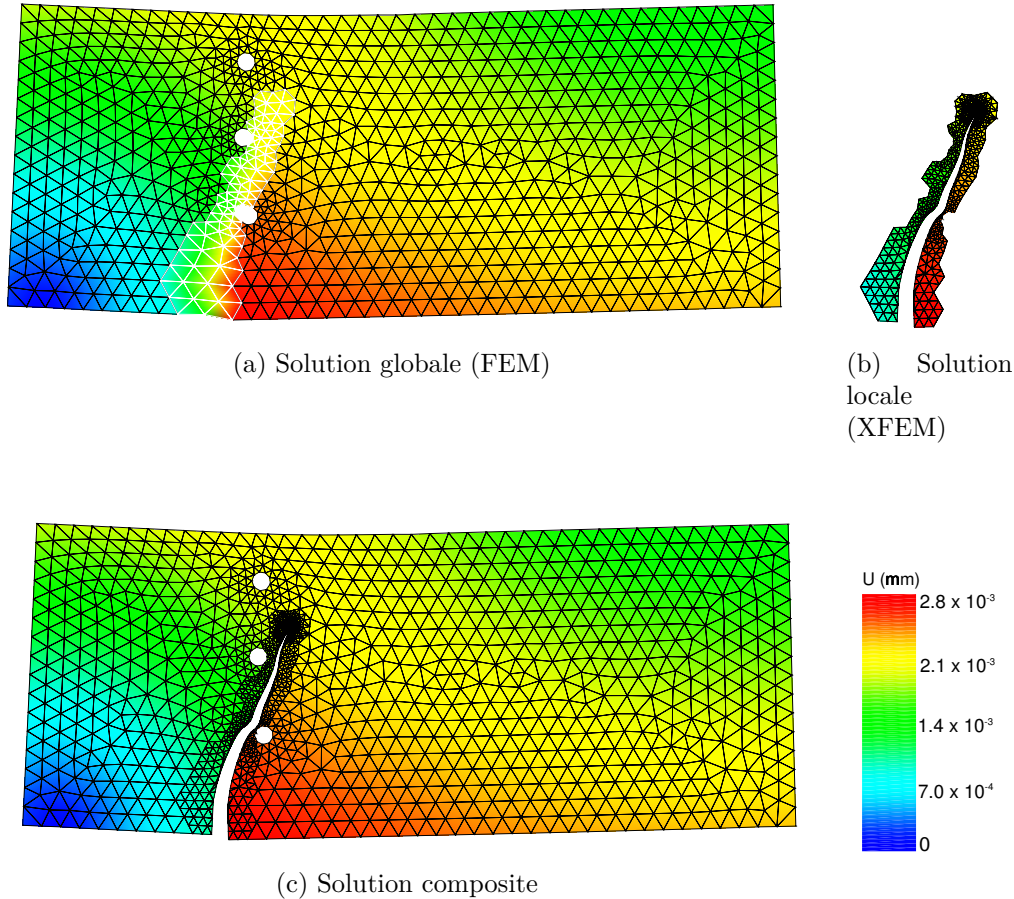 (a) Solution globale (FEM)
(b) Solution
locale
(XFEM)
U (mm)
2.8 x 10⁻³
2.1 x 10⁻³
1.4 x 10⁻³
7.0 x 10⁻⁴
0
(c) Solution composite